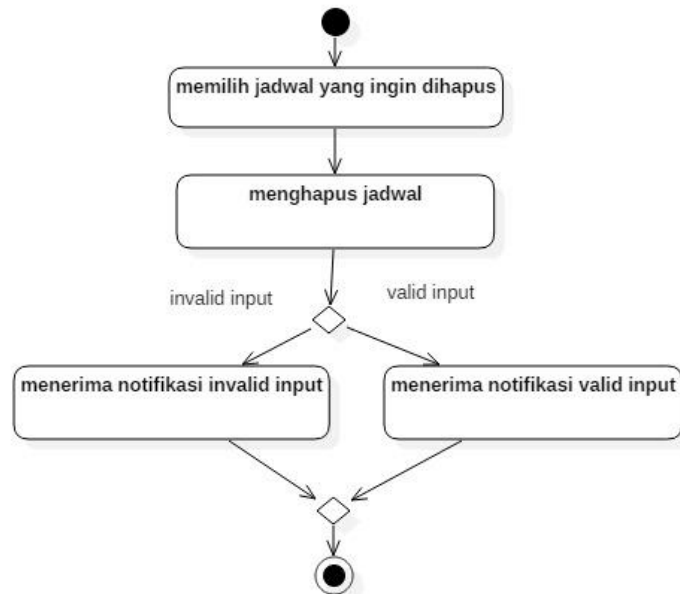 memilih jadwal yang ingin dihapus
menghapus jadwal
invalid input
valid input
menerima notifikasi invalid input
menerima notifikasi valid input